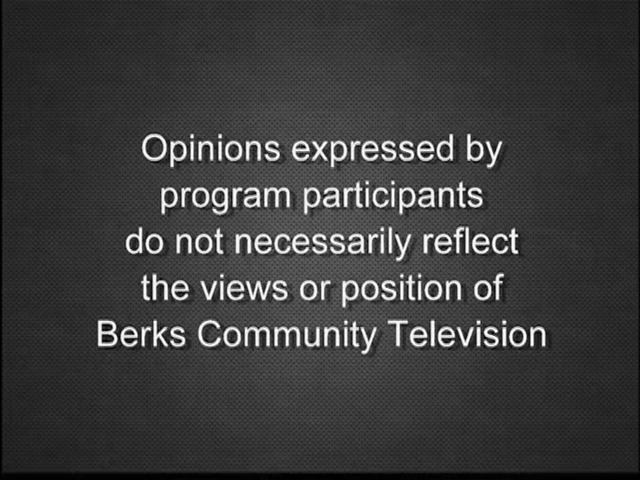 Opinions expressed by
program participants
do not necessarily reflect
the views or position of
Berks Community Television